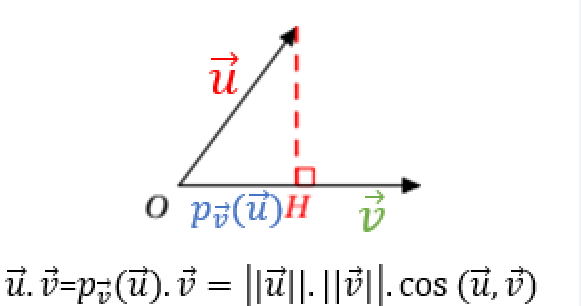 u⃗
O p_v⃗(u⃗) H v⃗
u⃗. v⃗=p_v⃗(u⃗). v⃗ = ||u⃗||. ||v⃗||. cos (u⃗, v⃗)